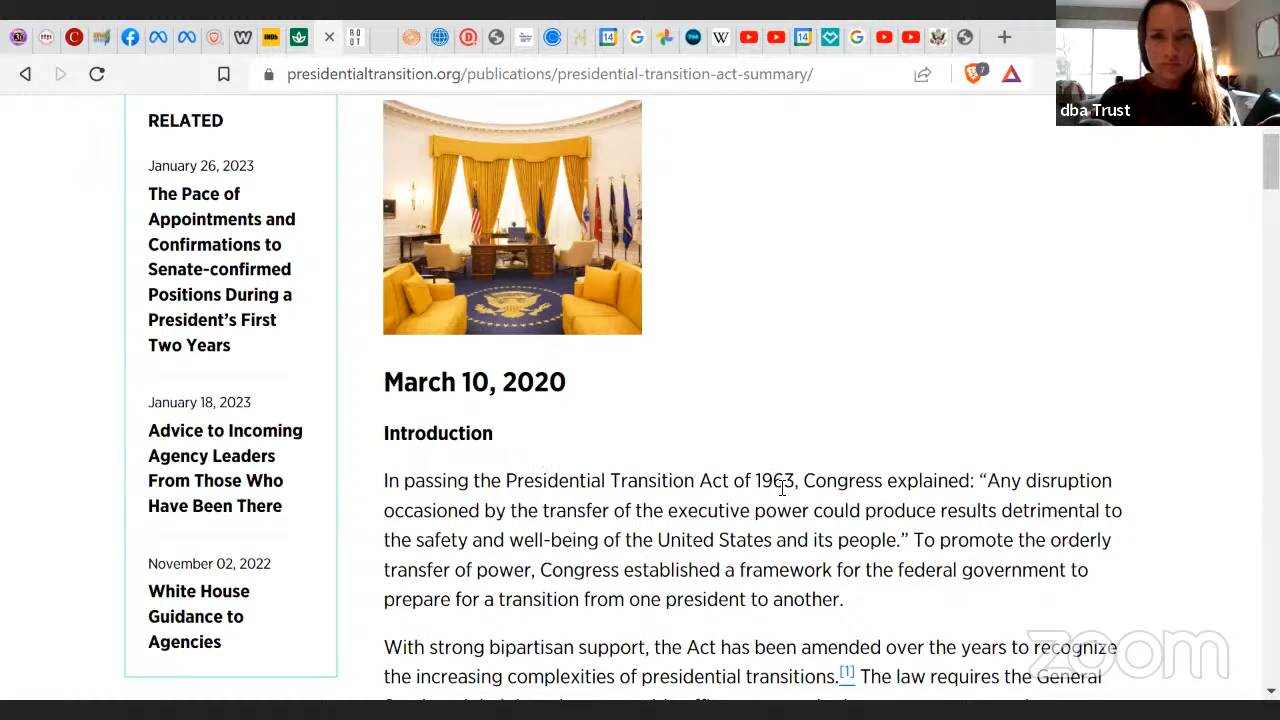 presidentialtransition.org/publications/presidential-transition-act-summary/
7
dba Trust
RELATED
January 26, 2023
The Pace of
Appointments and
Confirmations to
Senate-confirmed
Positions During a
President's First
Two Years
January 18, 2023
Advice to Incoming
Agency Leaders
From Those Who
Have Been There
November 02, 2022
White House
Guidance to
Agencies
March 10, 2020
Introduction
In passing the Presidential Transition Act of 1963, Congress explained: “Any disruption
occasioned by the transfer of the executive power could produce results detrimental to
the safety and well-being of the United States and its people.” To promote the orderly
transfer of power, Congress established a framework for the federal government to
prepare for a transition from one president to another.
With strong bipartisan support, the Act has been amended over the years to recognize
the increasing complexities of presidential transitions.[1] The law requires the General
zoom